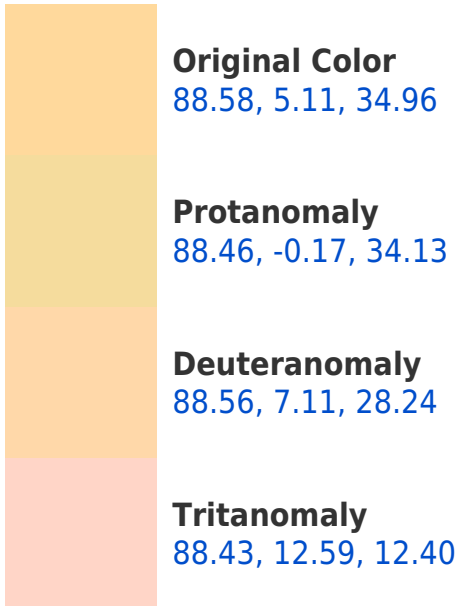 Original Color
88.58, 5.11, 34.96
Protanomaly
88.46, -0.17, 34.13
Deuteranomaly
88.56, 7.11, 28.24
Tritanomaly
88.43, 12.59, 12.40